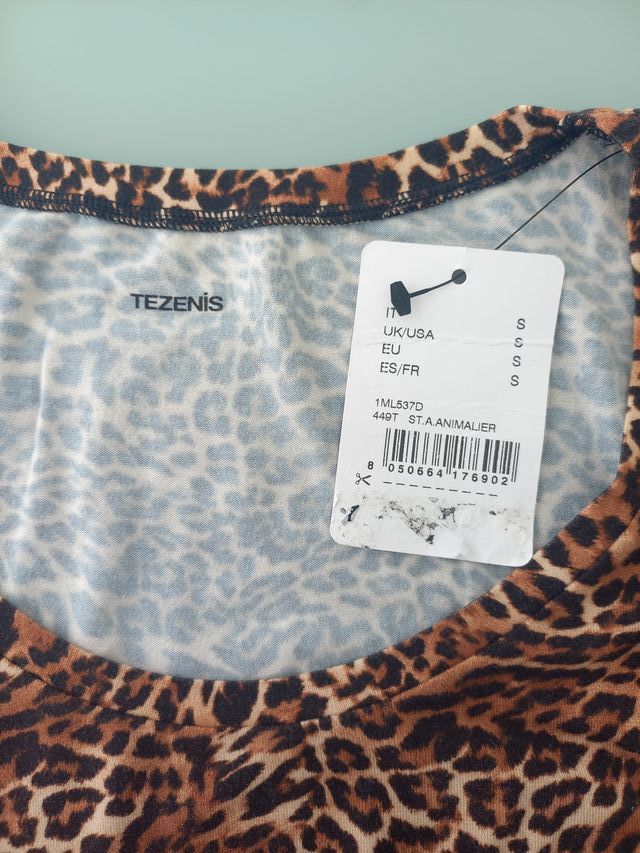 TEZENIS
IT S
UK/USA S
EU S
ES/FR S
1ML537D
449T ST.A.ANIMALIER
8 050664 176902